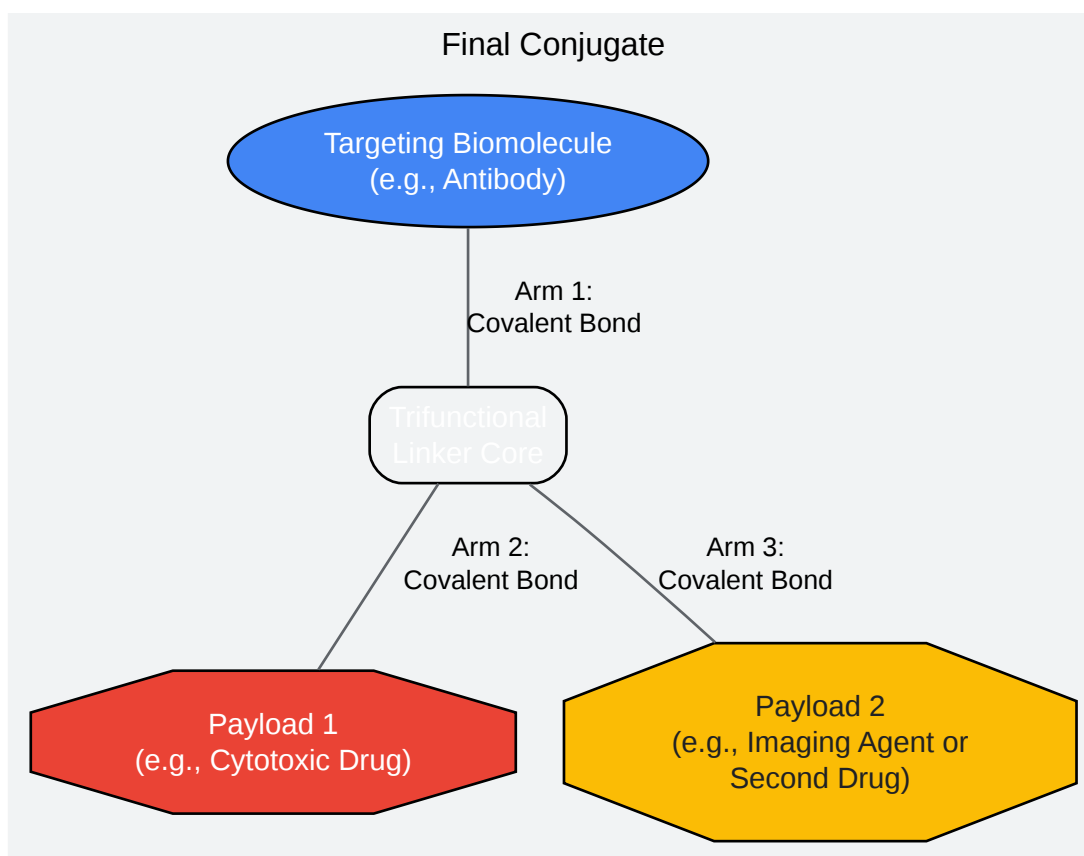 Final Conjugate
Targeting Biomolecule
(e.g., Antibody)
Arm 1:
Covalent Bond
Trifunctional
Linker Core
Arm 2:
Covalent Bond
Arm 3:
Covalent Bond
Payload 1
(e.g., Cytotoxic Drug)
Payload 2
(e.g., Imaging Agent or
Second Drug)